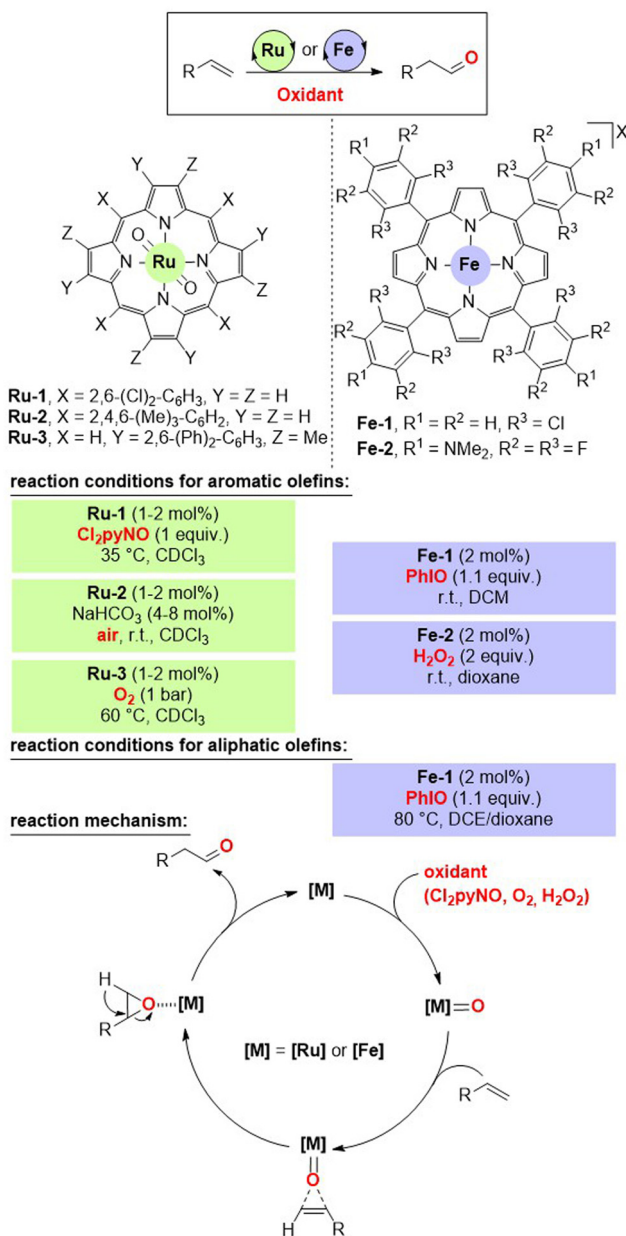 R Ru or Fe R O
Oxidant
X
Y Z
X X
Z N Y
O
N Ru N
O
Y N Z
X X
Z Y
R² R²
R¹ R¹
R³ R³
R² R²
R³ R³
N
N Fe N
N
R³ R³
R² R²
R³ R³
R¹ R¹
R² R²
Ru-1, X = 2,6-(Cl)₂-C₆H₃, Y = Z = H
Ru-2, X = 2,4,6-(Me)₃-C₆H₂, Y = Z = H
Ru-3, X = H, Y = 2,6-(Ph)₂-C₆H₃, Z = Me
Fe-1, R¹ = R² = H, R³ = Cl
Fe-2, R¹ = NMe₂, R² = R³ = F
reaction conditions for aromatic olefins:
Ru-1 (1-2 mol%)
Cl₂pyNO (1 equiv.)
35 °C, CDCl₃
Ru-2 (1-2 mol%)
NaHCO₃ (4-8 mol%)
air, r.t., CDCl₃
Ru-3 (1-2 mol%)
O₂ (1 bar)
60 °C, CDCl₃
Fe-1 (2 mol%)
PhIO (1.1 equiv.)
r.t., DCM
Fe-2 (2 mol%)
H₂O₂ (2 equiv.)
r.t., dioxane
reaction conditions for aliphatic olefins:
Fe-1 (2 mol%)
PhIO (1.1 equiv.)
80 °C, DCE/dioxane
reaction mechanism:
R O
[M]
oxidant
(Cl₂pyNO, O₂, H₂O₂)
H
O [M]
R
[M]=O
[M] = [Ru] or [Fe]
R
[M]
O
H R